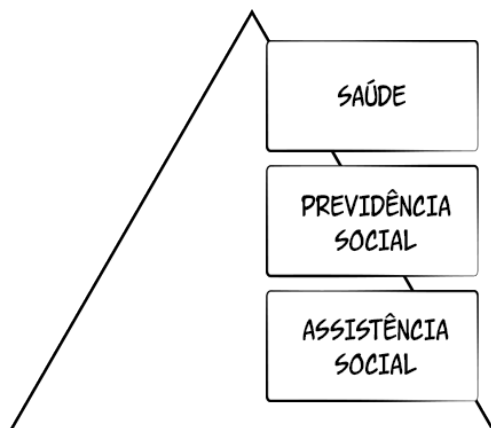 SAÚDE
PREVIDÊNCIA
SOCIAL
ASSISTÊNCIA
SOCIAL